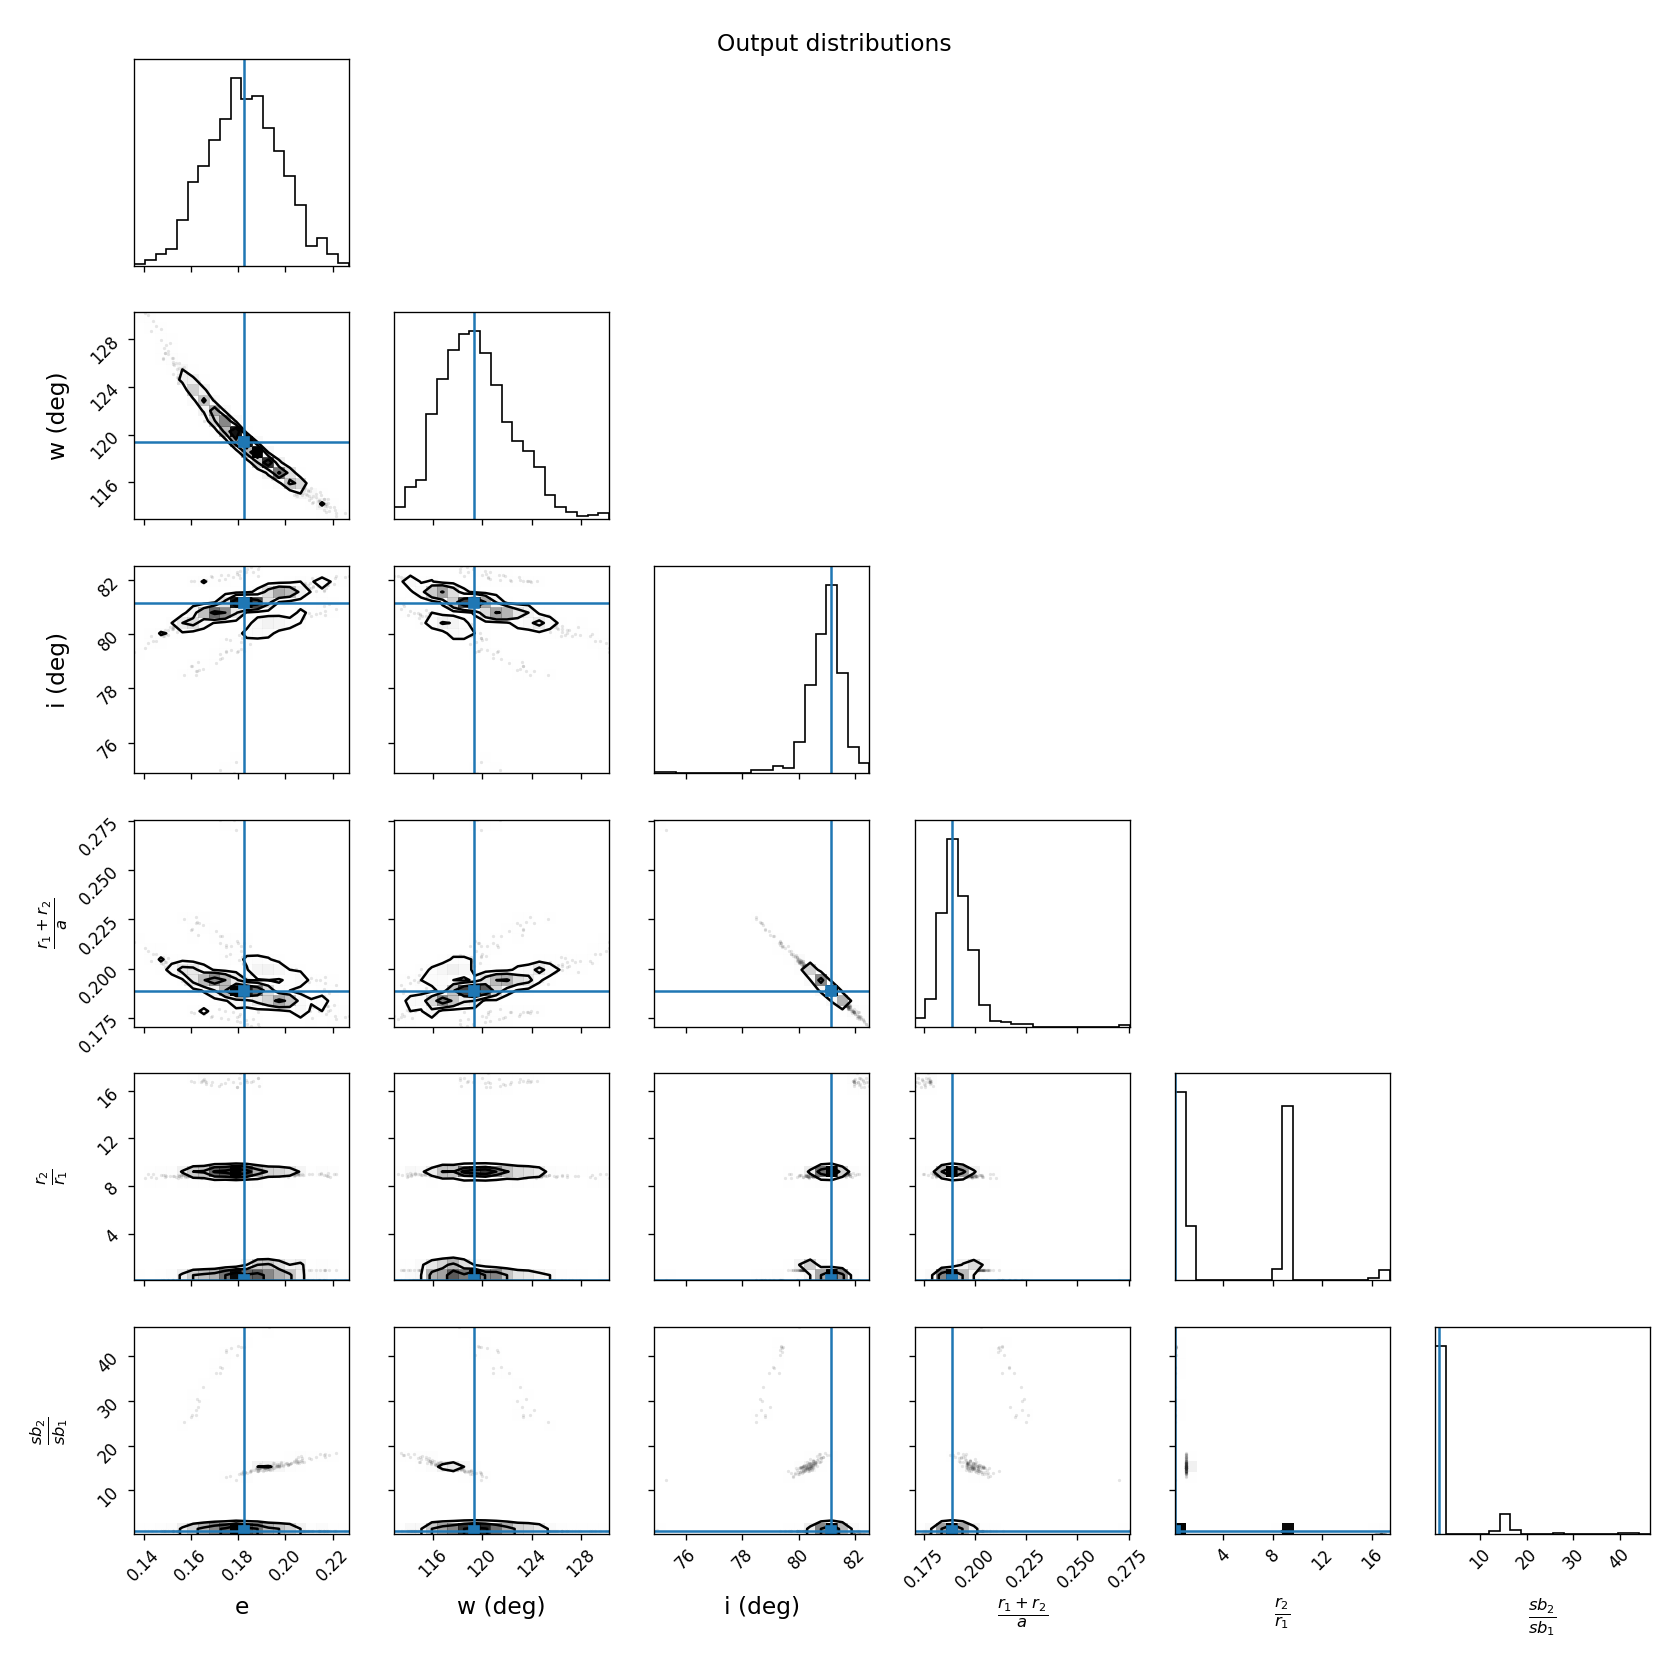 Output distributions
128
124
120
116
w (deg)
82
80
78
76
i (deg)
0.275
0.250
0.225
0.200
0.175
r₁ + r₂
a
16
12
8
4
r₂
r₁
40
30
20
10
sb₂
sb₁
0.14 0.16 0.18 0.20 0.22
116 120 124 128
76 78 80 82
0.175 0.200 0.225 0.250 0.275
4 8 12 16
10 20 30 40
e
w (deg)
i (deg)
r₁ + r₂
a
r₂
r₁
sb₂
sb₁